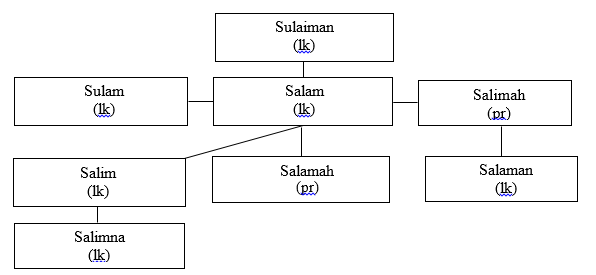 Sulaiman
(lk)
Sulam
(lk)
Salam
(lk)
Salimah
(pr)
Salim
(lk)
Salamah
(pr)
Salaman
(lk)
Salimna
(lk)